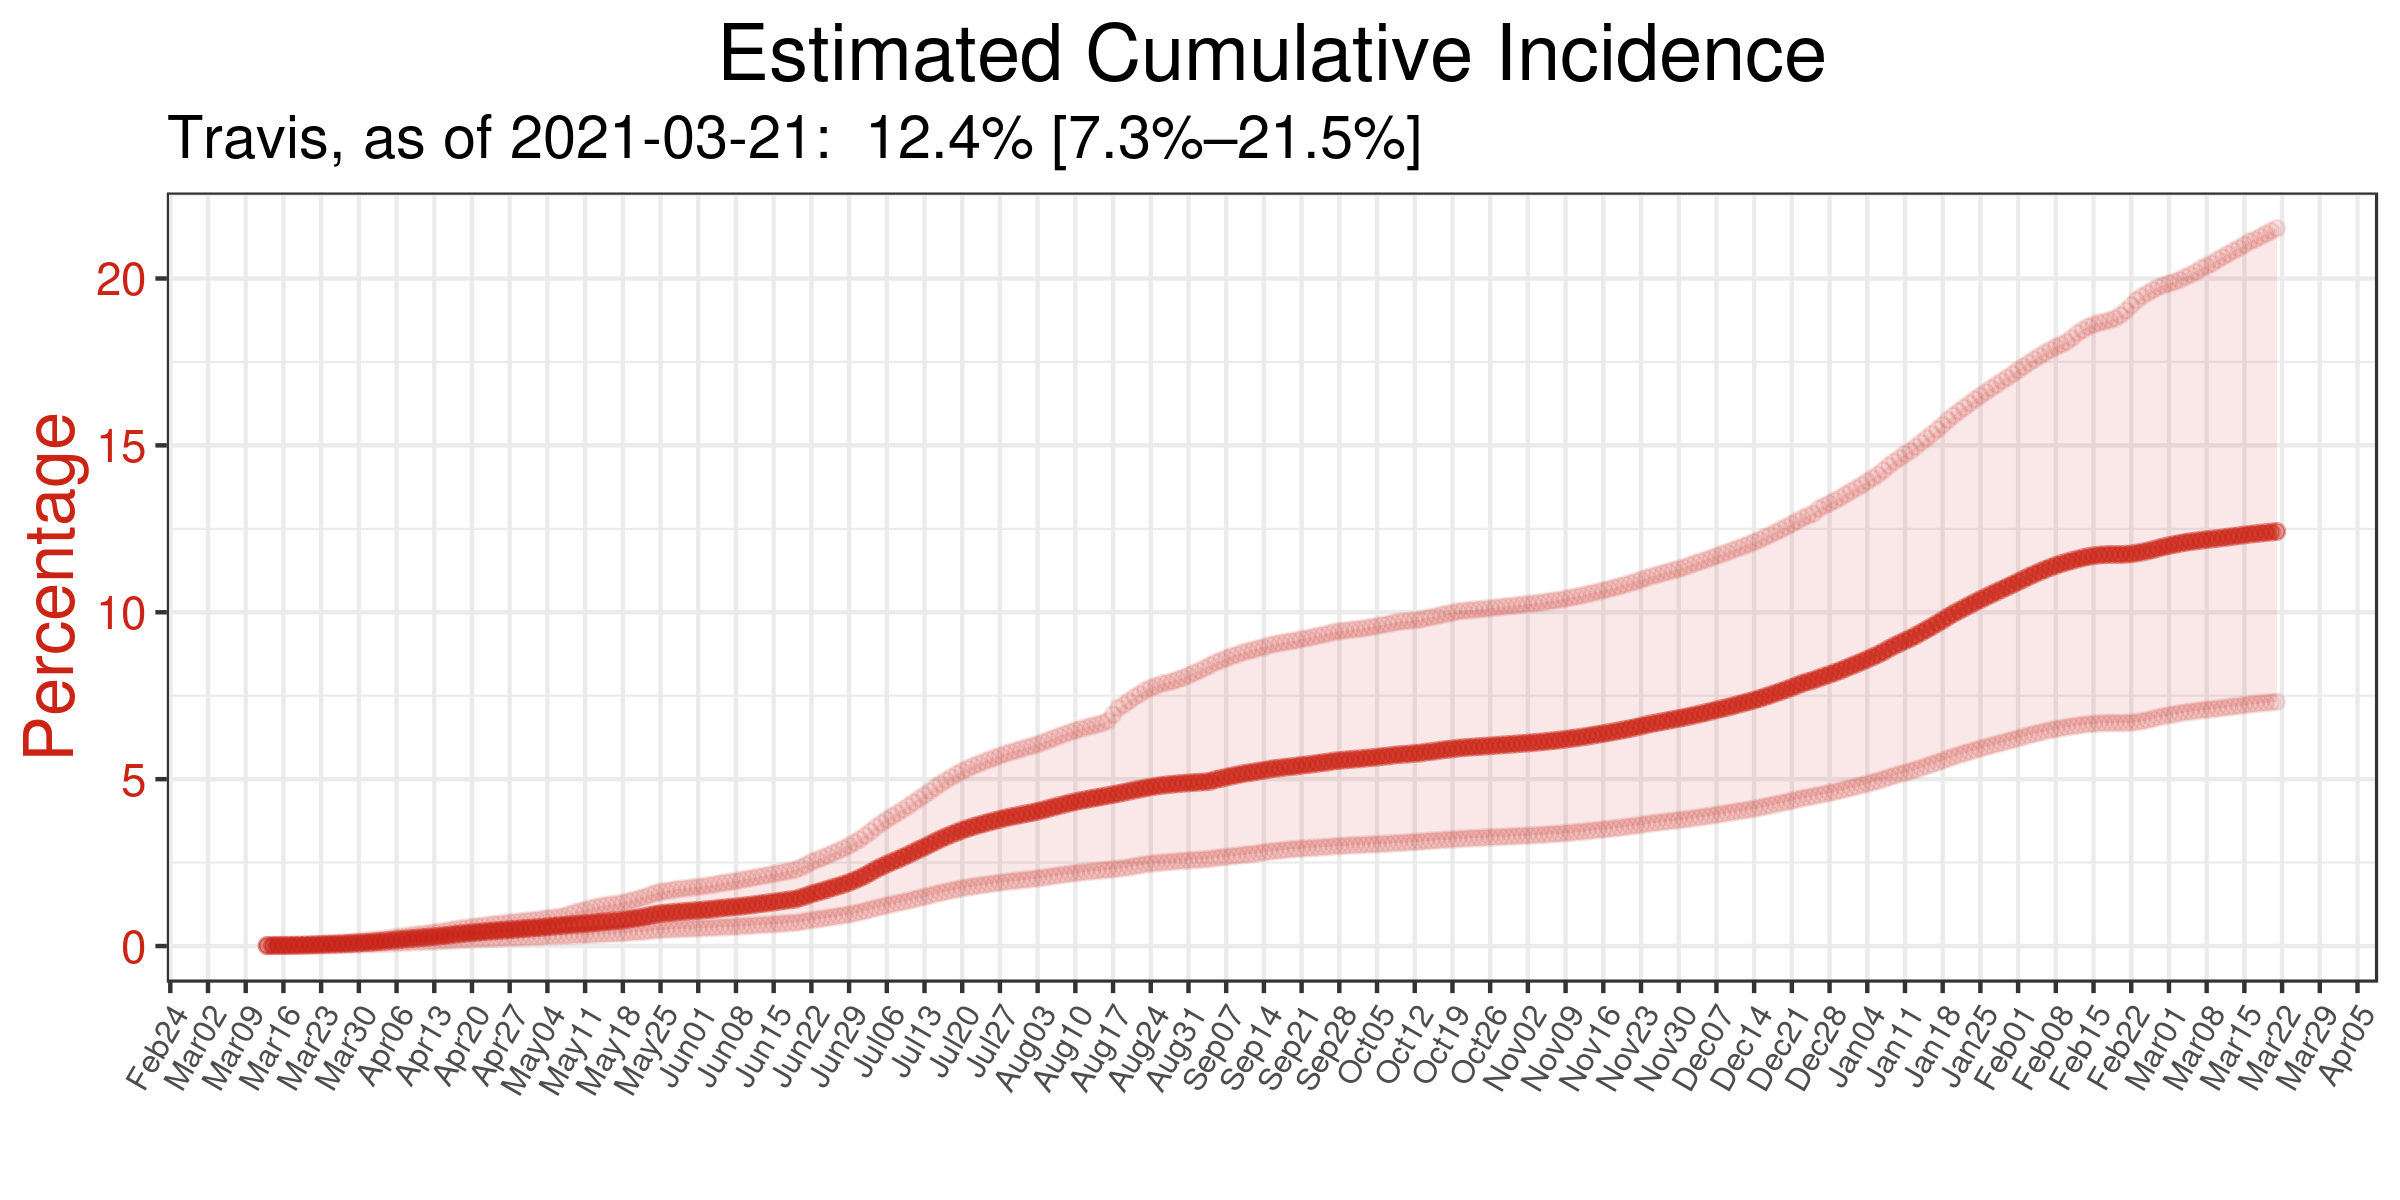 Estimated Cumulative Incidence
Travis, as of 2021-03-21:  12.4% [7.3%–21.5%]
Percentage
20
15
10
5
0
Feb24
Mar02
Mar09
Mar16
Mar23
Mar30
Apr06
Apr13
Apr20
Apr27
May04
May11
May18
May25
Jun01
Jun08
Jun15
Jun22
Jun29
Jul06
Jul13
Jul20
Jul27
Aug03
Aug10
Aug17
Aug24
Aug31
Sep07
Sep14
Sep21
Sep28
Oct05
Oct12
Oct19
Oct26
Nov02
Nov09
Nov16
Nov23
Nov30
Dec07
Dec14
Dec21
Dec28
Jan04
Jan11
Jan18
Jan25
Feb01
Feb08
Feb15
Feb22
Mar01
Mar08
Mar15
Mar22
Mar29
Apr05